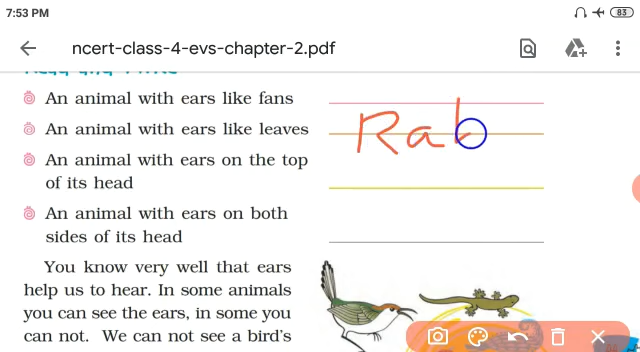 7:53 PM
83
ncert-class-4-evs-chapter-2.pdf
An animal with ears like fans
An animal with ears like leaves
An animal with ears on the top
of its head
An animal with ears on both
sides of its head
Rab
You know very well that ears
help us to hear. In some animals
you can see the ears, in some you
can not. We can not see a bird's